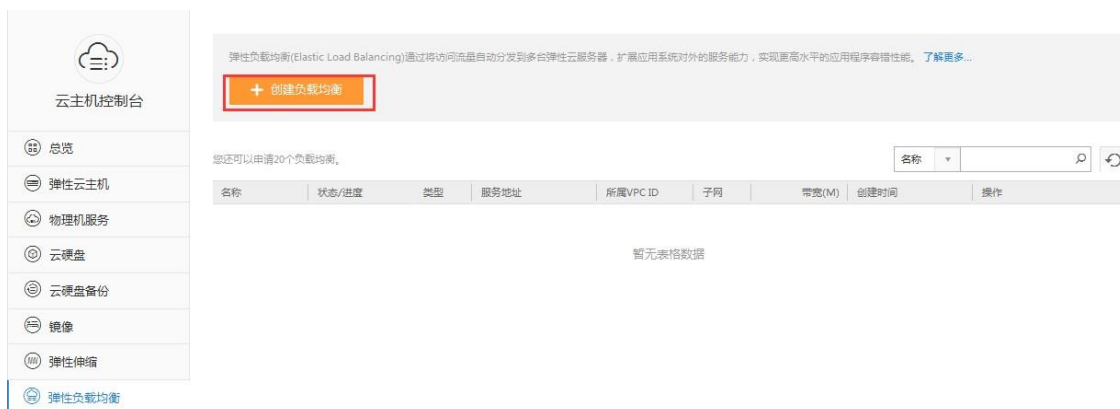 云主机控制台
总览
弹性云主机
物理机服务
云硬盘
云硬盘备份
镜像
弹性伸缩
弹性负载均衡
弹性负载均衡(Elastic Load Balancing)通过将访问流量自动分发到多台弹性云服务器，扩展应用系统对外的服务能力，实现更高水平的应用程序容错性能。 了解更多...
+ 创建负载均衡
您还可以申请20个负载均衡。
名称
名称 状态/进度 类型 服务地址 所属VPC ID 子网 带宽(M) 创建时间 操作
暂无表格数据